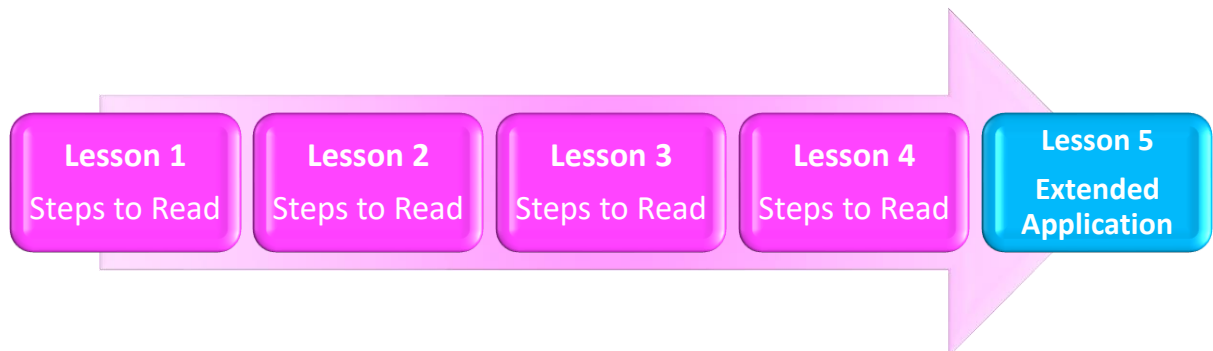 Lesson 1
Steps to Read
Lesson 2
Steps to Read
Lesson 3
Steps to Read
Lesson 4
Steps to Read
Lesson 5
Extended
Application